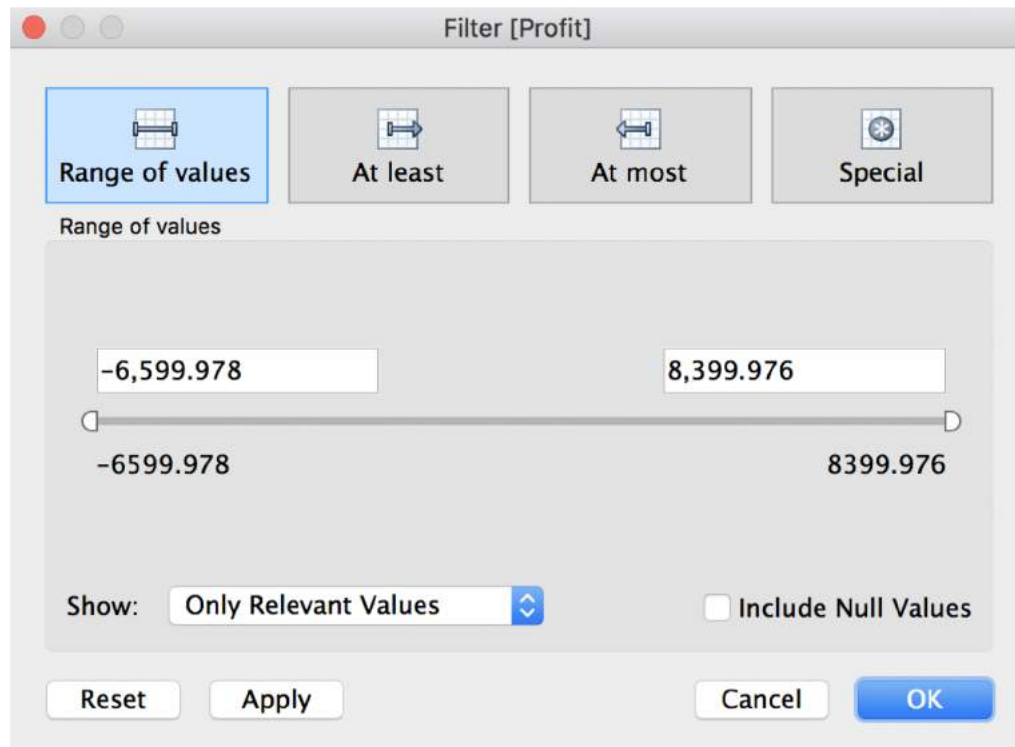 Filter [Profit]
Range of values
At least
At most
Special
Range of values
-6,599.978
8,399.976
-6599.978
8399.976
Show:
Only Relevant Values
Include Null Values
Reset
Apply
Cancel
OK